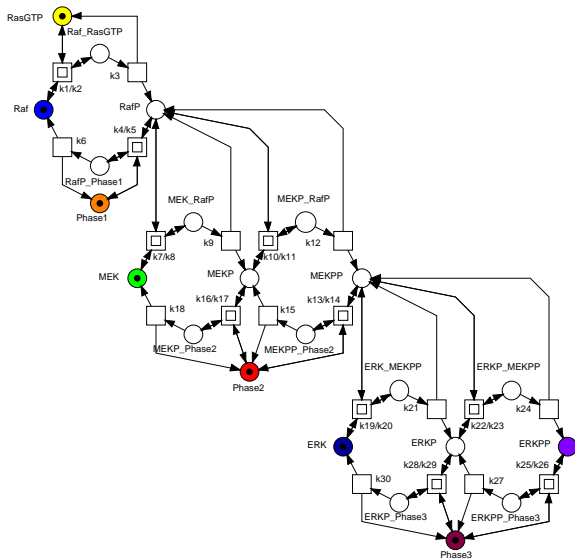 RasGTP
Raf_RasGTP
k3
k1/k2
Raf
RafP
k4/k5
k6
RafP_Phase1
Phase1
MEK_RafP
MEKP_RafP
k9
k12
k7/k8
k10/k11
MEK
MEKP
MEKPP
k16/k17
k13/k14
k18
k15
MEKP_Phase2
MEKPP_Phase2
Phase2
ERK_MEKPP
ERKP_MEKPP
k21
k24
k19/k20
k22/k23
ERK
ERKP
ERKPP
k28/k29
k25/k26
k30
k27
ERKP_Phase3
ERKPP_Phase3
Phase3